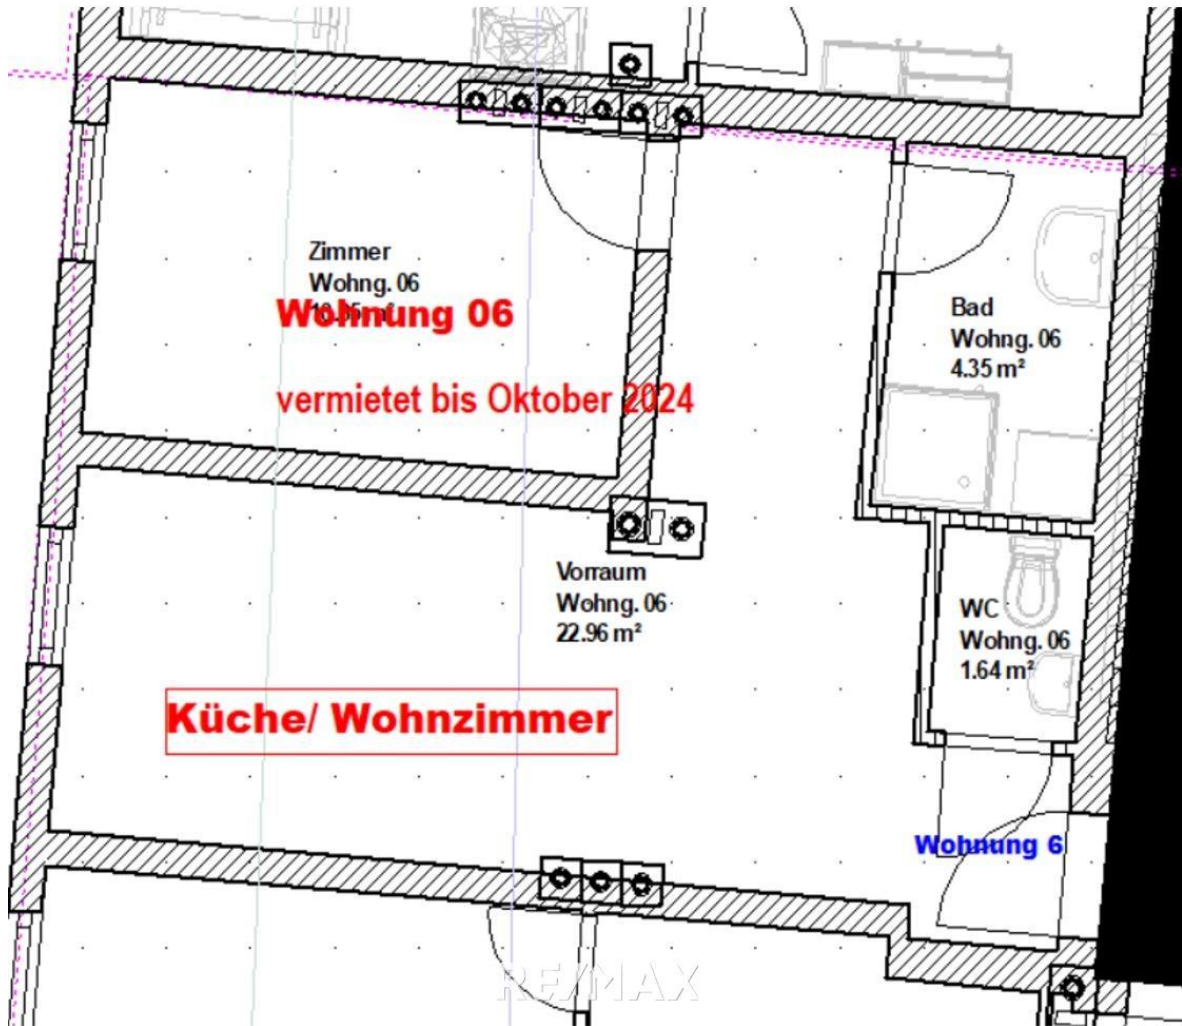 Zimmer
Wohng. 06
Wohnung 06
vermietet bis Oktober 2024
Bad
Wohng. 06
4.35 m²
Vorraum
Wohng. 06
22.96 m²
WC
Wohng. 06
1.64 m²
Küche/ Wohnzimmer
Wohnung 6
RE/MAX